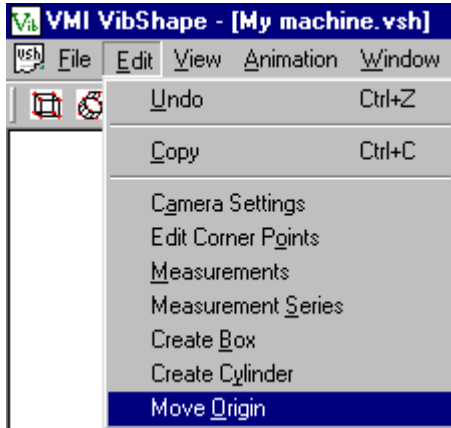 VMI VibShape - [My machine.vsh]
File Edit View Animation Window
Undo Ctrl+Z
Copy Ctrl+C
Camera Settings
Edit Corner Points
Measurements
Measurement Series
Create Box
Create Cylinder
Move Origin